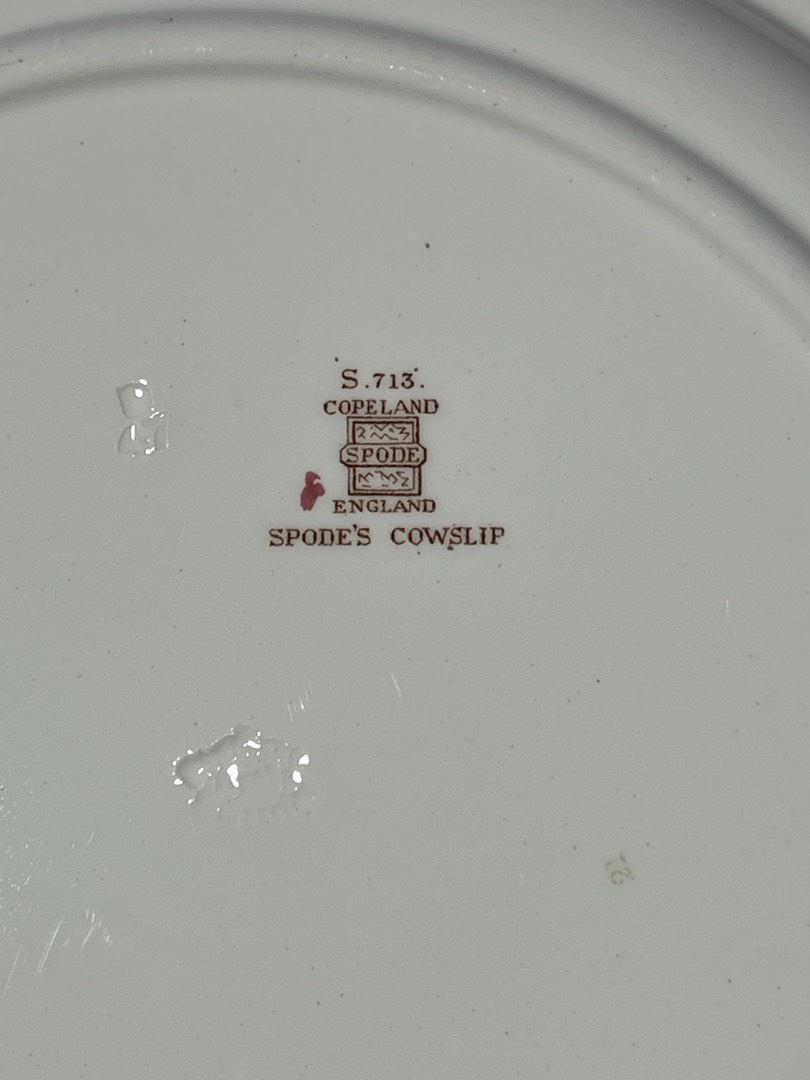 S.713.
COPELAND
SPODE
ENGLAND
SPODE'S COWSLIP